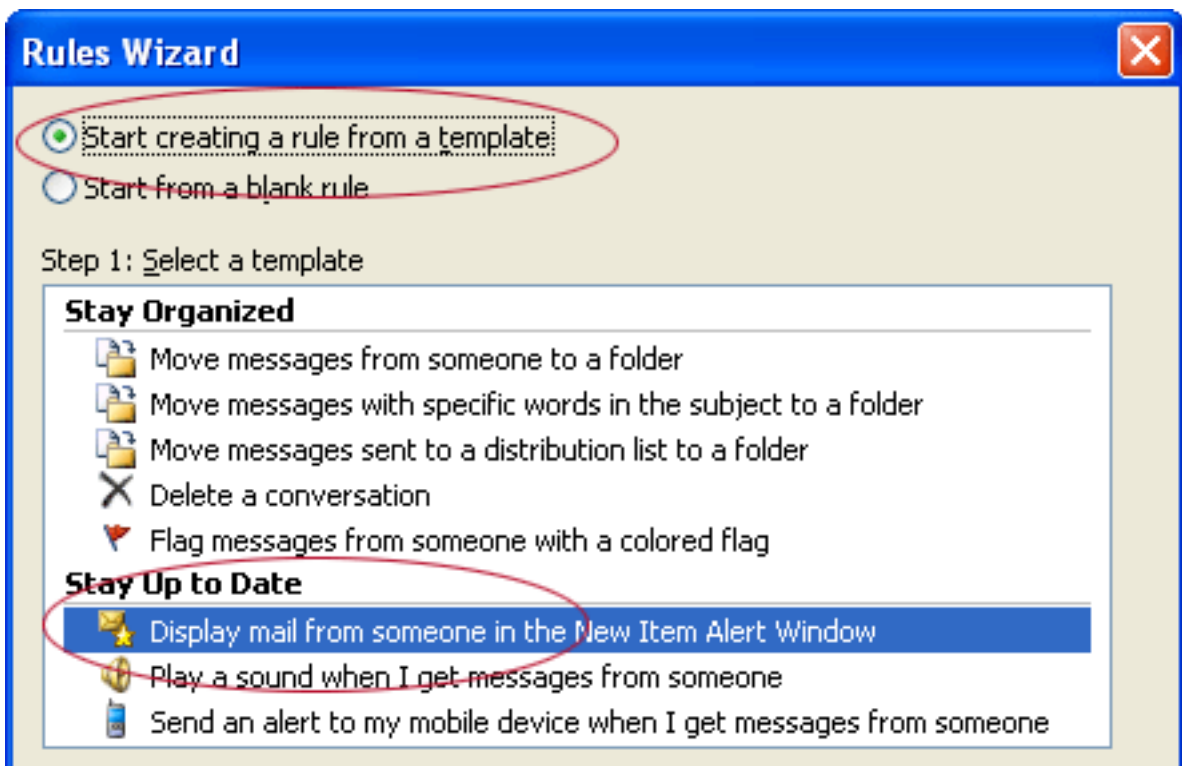 Rules Wizard
Start creating a rule from a template
Start from a blank rule
Step 1: Select a template
Stay Organized
Move messages from someone to a folder
Move messages with specific words in the subject to a folder
Move messages sent to a distribution list to a folder
Delete a conversation
Flag messages from someone with a colored flag
Stay Up to Date
Display mail from someone in the New Item Alert Window
Play a sound when I get messages from someone
Send an alert to my mobile device when I get messages from someone